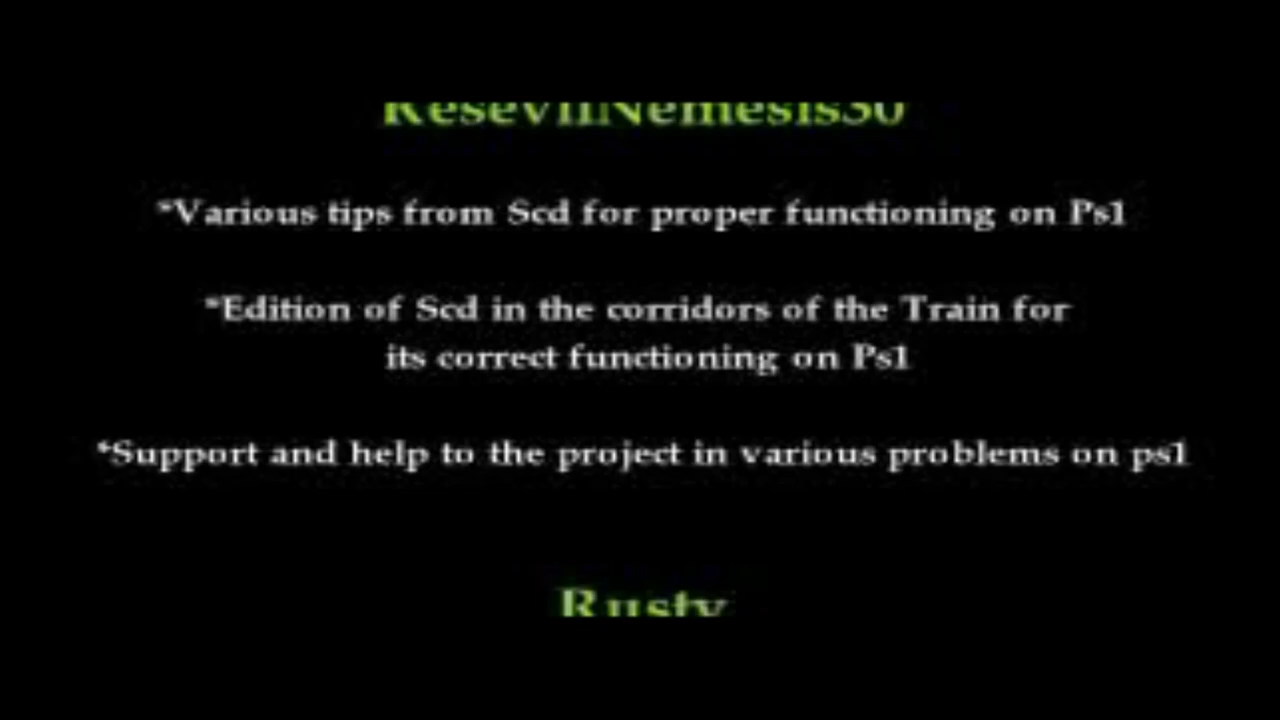 ResevilNemesis30
*Various tips from Scd for proper functioning on Ps1
*Edition of Scd in the corridors of the Train for
its correct functioning on Ps1
*Support and help to the project in various problems on ps1
Rusty